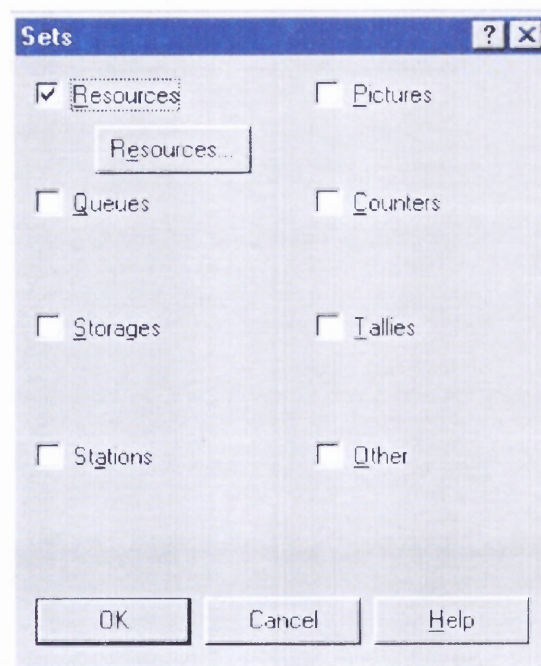 Sets
Resources Pictures
Resources...
Queues Counters
Storages Tallies
Stations Other
OK Cancel Help